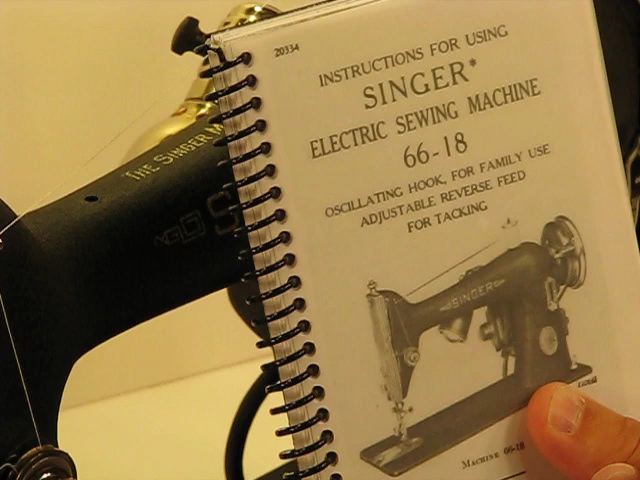 20334
INSTRUCTIONS FOR USING
SINGER*
ELECTRIC SEWING MACHINE
66-18
OSCILLATING HOOK, FOR FAMILY USE
ADJUSTABLE REVERSE FEED
FOR TACKING
SINGER
MACHINE 66-18
THE SINGER M
S